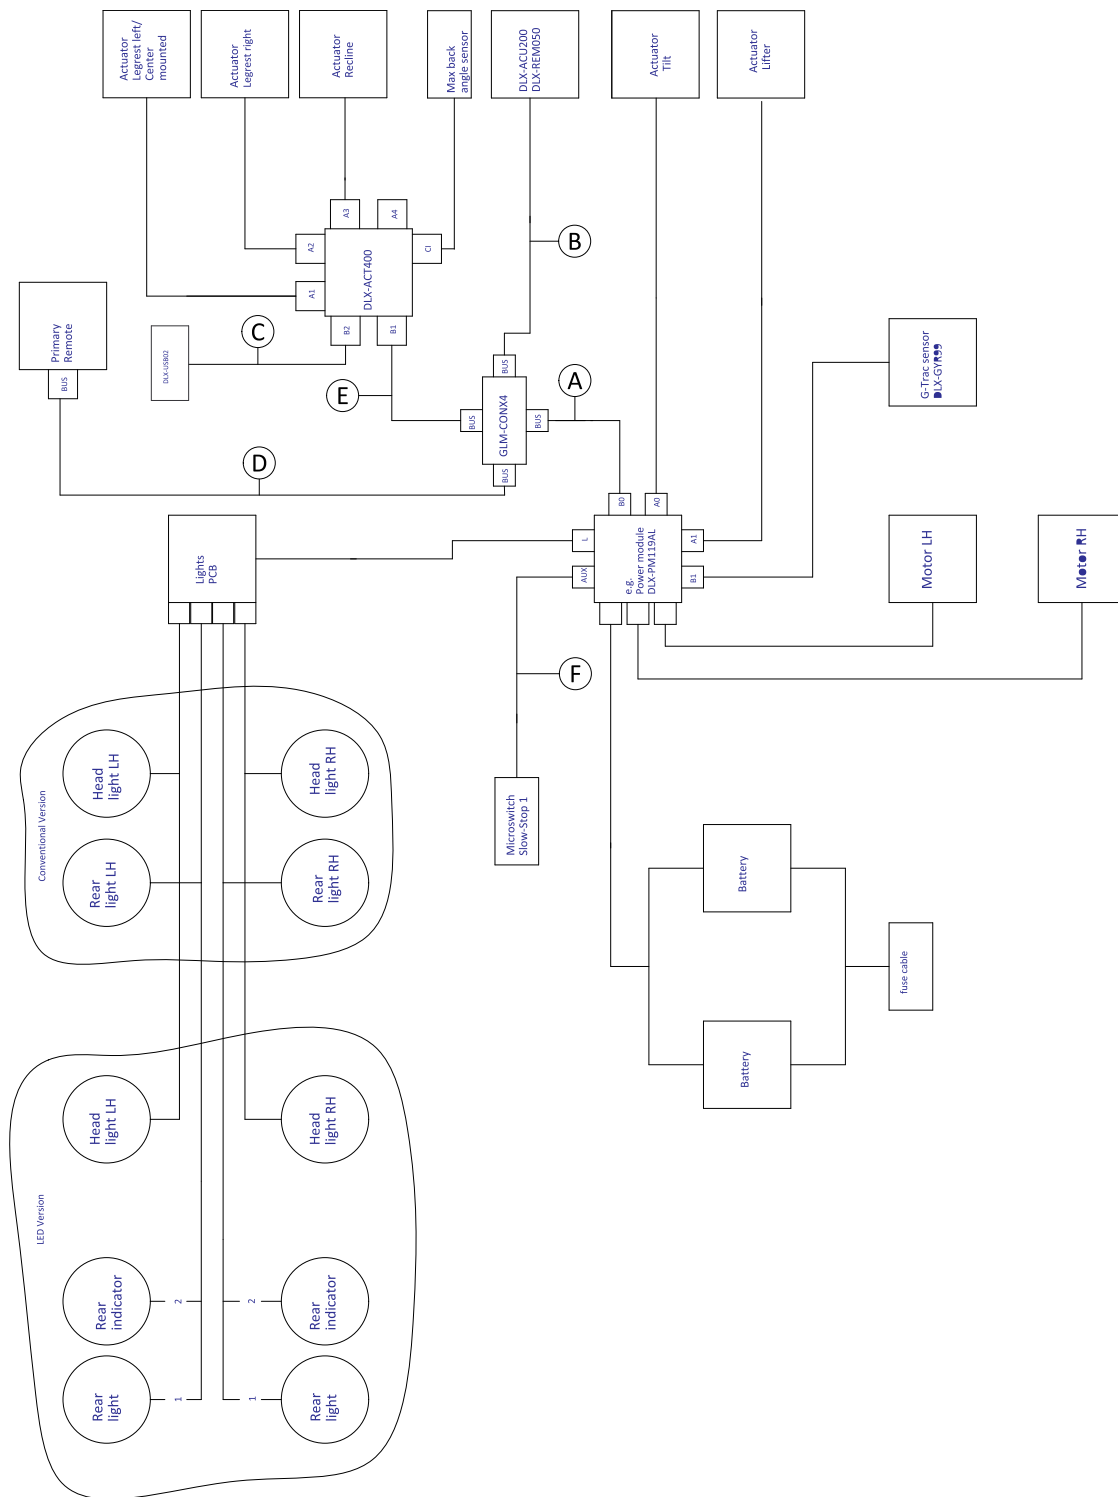 Actuator
Legrest left/
Center
mounted
Actuator
Legrest right
Actuator
Recline
Max back
angle sensor
DLX-ACU200
DLX-REM050
Actuator
Tilt
Actuator
Lifter
A3
A4
A2
CI
DLX-ACT400
A1
B2
B1
B
C
Primary
Remote
BUS
DLX-USB02
E
BUS
BUS
GLM-CONX4
BUS
BUS
A
D
G-Trac sensor
B0
A0
L
A1
AUX
B1
e.g.
Power module
DLX-PM119AL
Lights
PCB
Motor LH
Motor RH
F
Microswitch
Slow-Stop 1
Conventional Version
Head
light LH
Head
light RH
Rear
light LH
Rear
light RH
Battery
Battery
fuse cable
LED Version
Head
light LH
Head
light RH
Rear
indicator
2
2
Rear
indicator
Rear
light
1
1
Rear
light